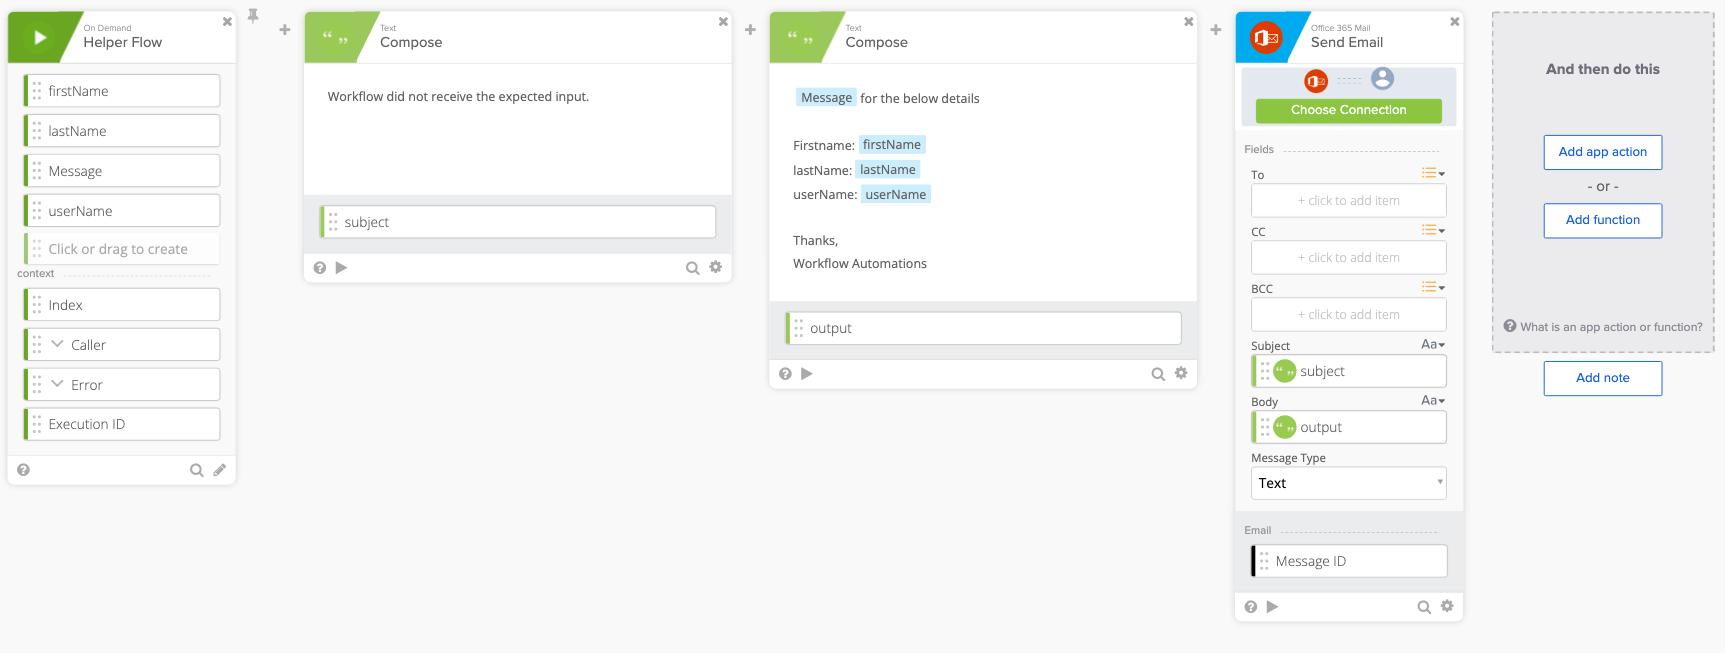 On Demand
Helper Flow
firstName
lastName
Message
userName
Click or drag to create
context
Index
Caller
Error
Execution ID
Text
Compose
Workflow did not receive the expected input.
subject
Text
Compose
Message for the below details
Firstname: firstName
lastName: lastName
userName: userName
Thanks,
Workflow Automations
output
Office 365 Mail
Send Email
Choose Connection
Fields
To
+ click to add item
CC
+ click to add item
BCC
+ click to add item
Subject Aa
subject
Body Aa
output
Message Type
Text
Email
Message ID
And then do this
Add app action
- or -
Add function
What is an app action or function?
Add note